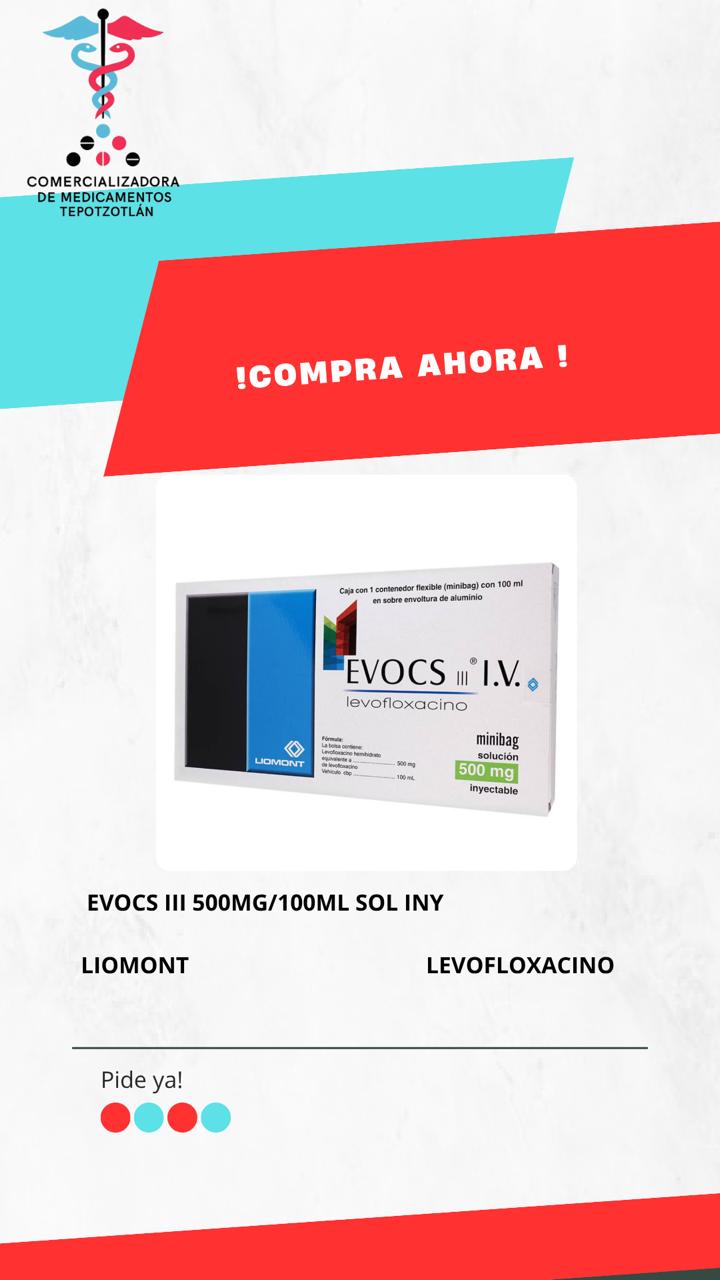 COMERCIALIZADORA
DE MEDICAMENTOS
TEPOTZOTLÁN
!COMPRA AHORA !
Caja con 1 contenedor flexible (minibag) con 100 ml
en sobre envoltura de aluminio
EVOCS III® I.V.
levofloxacino
LIOMONT
Fórmula:
La bolsa contiene:
Levofloxacino hemihidrato
equivalente a ................ 500 mg
de levofloxacino
Vehículo cbp ................ 100 mL
minibag
solución
500 mg
inyectable
EVOCS III 500MG/100ML SOL INY
LIOMONT LEVOFLOXACINO
Pide ya!